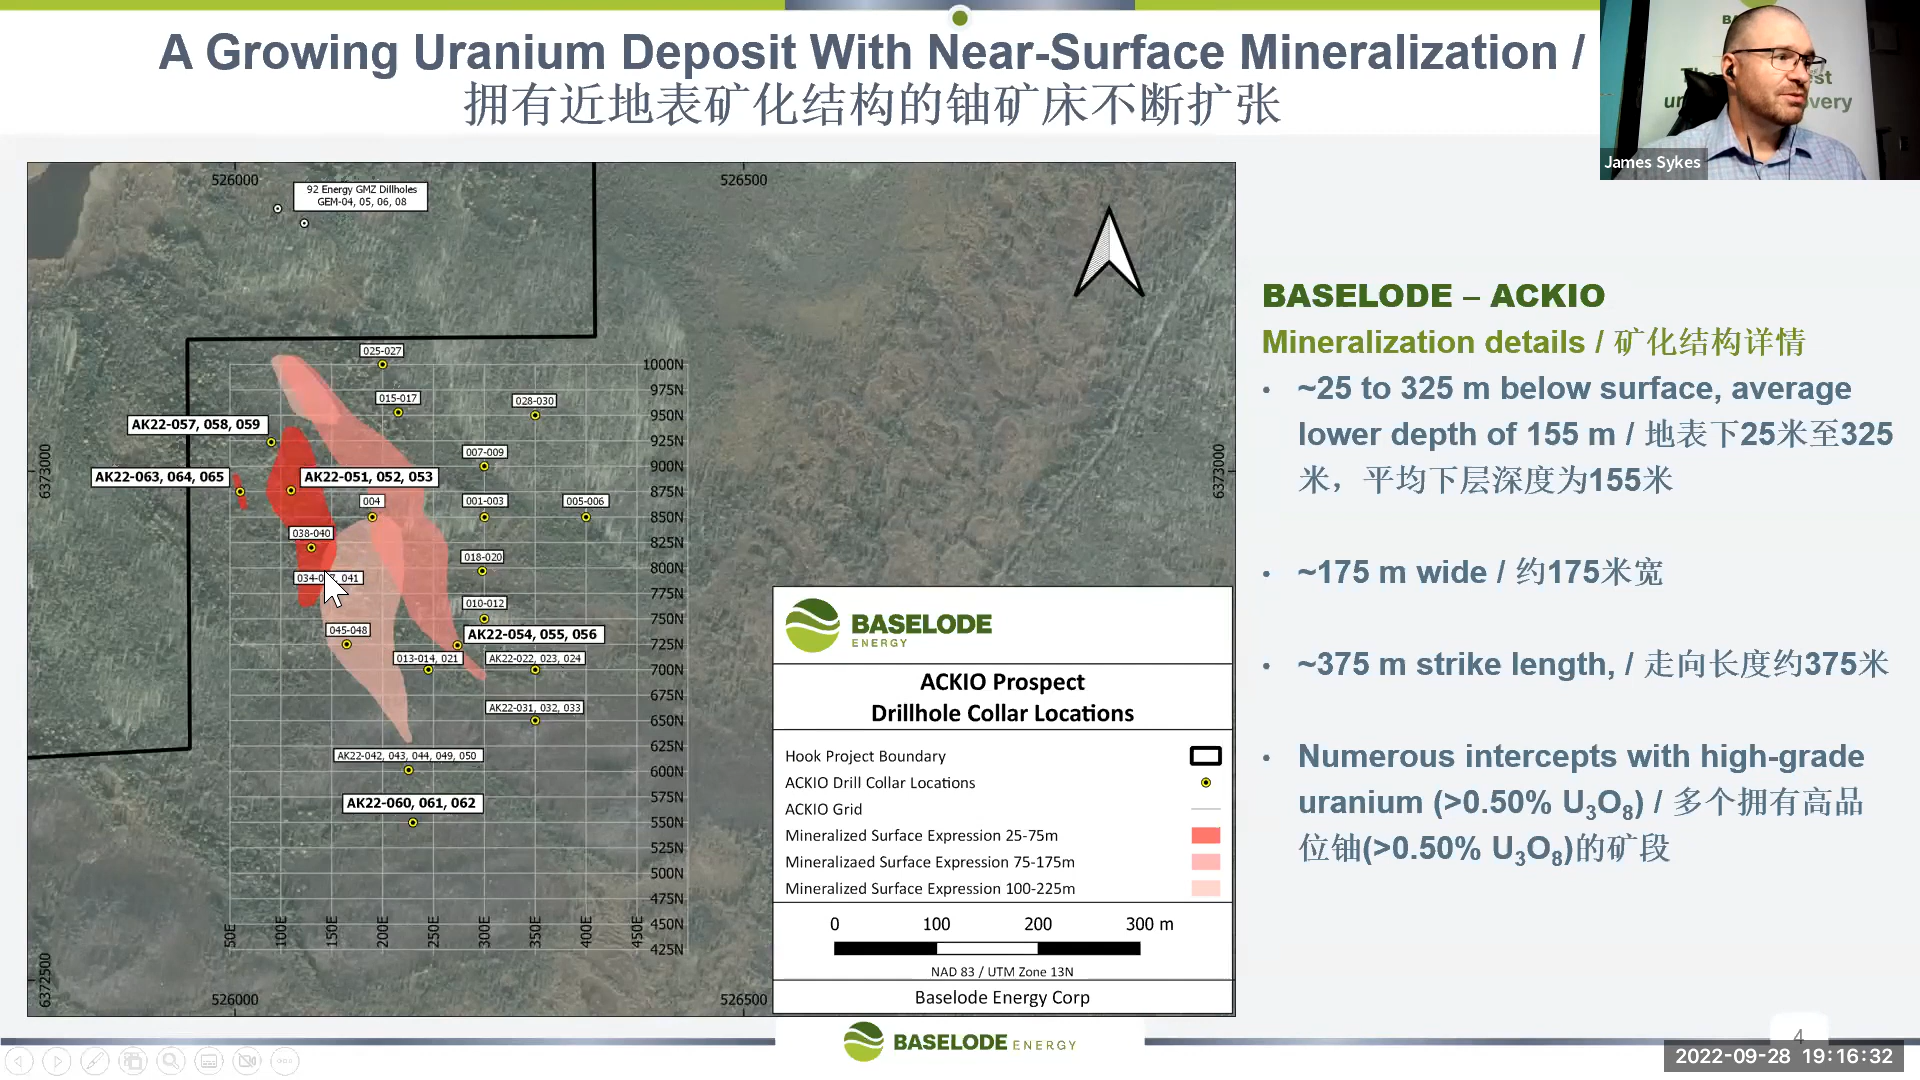 A Growing Uranium Deposit With Near-Surface Mineralization /
拥有近地表矿化结构的铀矿床不断扩张
James Sykes
526000
526500
92 Energy GMZ Dillholes
GEM-04, 05, 06, 08
6373000
6373000
025-027
015-017
028-030
AK22-057, 058, 059
007-009
AK22-063, 064, 065
AK22-051, 052, 053
004
001-003
005-006
038-040
018-020
041
010-012
045-048
AK22-054, 055, 056
013-014, 021
AK22-022, 023, 024
AK22-031, 032, 033
AK22-042, 043, 044, 049, 050
AK22-060, 061, 062
1000N
975N
950N
925N
900N
875N
850N
825N
800N
775N
750N
725N
700N
675N
650N
625N
600N
575N
550N
525N
500N
475N
450N
425N
50E
100E
150E
200E
250E
300E
350E
400E
450E
6372500
526000
526500
BASELODE
ENERGY
ACKIO Prospect
Drillhole Collar Locations
Hook Project Boundary
ACKIO Drill Collar Locations
ACKIO Grid
Mineralized Surface Expression 25-75m
Mineralizaed Surface Expression 75-175m
Mineralized Surface Expression 100-225m
0 100 200 300 m
NAD 83 / UTM Zone 13N
Baselode Energy Corp
BASELODE – ACKIO
Mineralization details / 矿化结构详情
• ~25 to 325 m below surface, average
lower depth of 155 m / 地表下25米至325
米，平均下层深度为155米
• ~175 m wide / 约175米宽
• ~375 m strike length, / 走向长度约375米
• Numerous intercepts with high-grade
uranium (>0.50% U3O8) / 多个拥有高品
位铀(>0.50% U3O8)的矿段
BASELODE ENERGY
4
2022-09-28 19:16:32